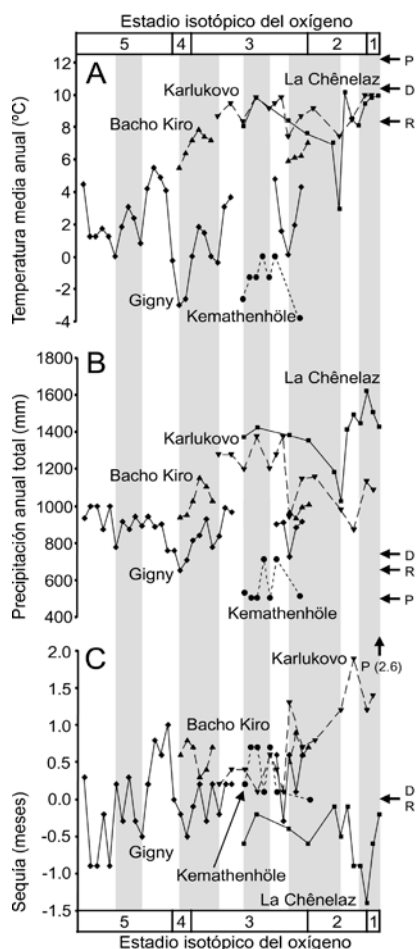 Estadio isotópico del oxígeno
5 4 3 2 1
A
Temperatura media anual (ºC)
12
10
8
6
4
2
0
-2
-4
Karlukovo
La Chênelaz
Bacho Kiro
Gigny
Kemathenhöle
P
D
R
B
Precipitación anual total (mm)
1800
1600
1400
1200
1000
800
600
400
La Chênelaz
Karlukovo
Bacho Kiro
Gigny
Kemathenhöle
D
R
P
C
Sequía (meses)
2.0
1.5
1.0
0.5
0.0
-0.5
-1.0
-1.5
Karlukovo
P (2.6)
Bacho Kiro
Gigny
Kemathenhöle
La Chênelaz
D
R
5 4 3 2 1
Estadio isotópico del oxígeno